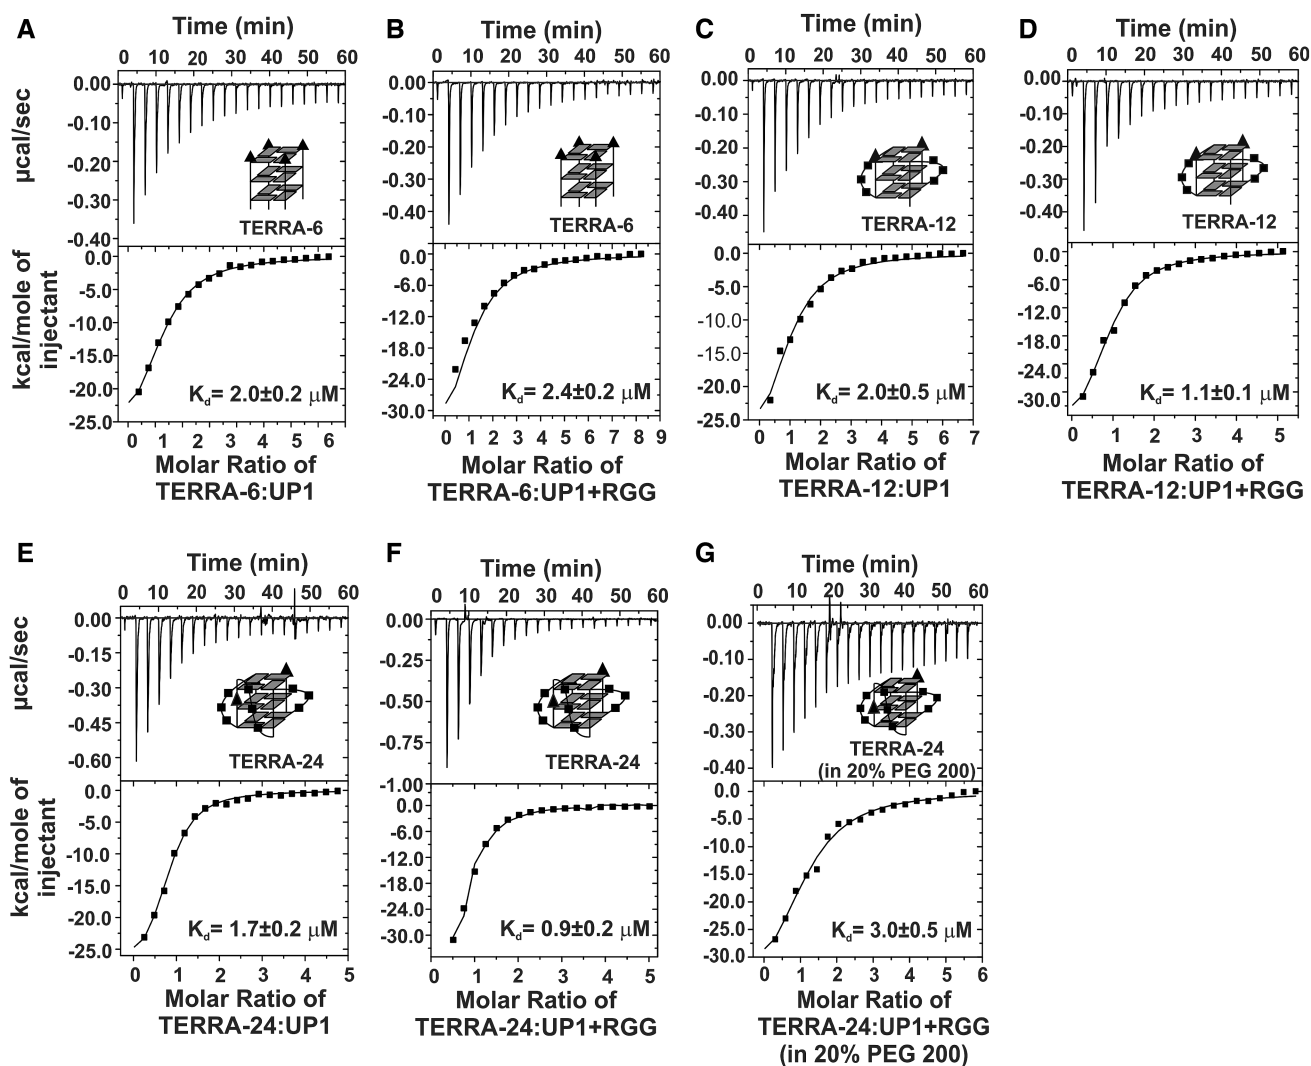 A
Time (min)
0 10 20 30 40 50 60
0.00
-0.10
-0.20
-0.30
-0.40
µcal/sec
TERRA-6
0.0
-5.0
-10.0
-15.0
-20.0
-25.0
kcal/mole of
injectant
Kd= 2.0±0.2 µM
0 1 2 3 4 5 6
Molar Ratio of
TERRA-6:UP1
B
Time (min)
0 10 20 30 40 50 60
0.00
-0.10
-0.20
-0.30
-0.40
TERRA-6
0.0
-6.0
-12.0
-18.0
-24.0
-30.0
Kd= 2.4±0.2 µM
0 1 2 3 4 5 6 7 8 9
Molar Ratio of
TERRA-6:UP1+RGG
C
Time (min)
0 10 20 30 40 50 60
0.00
-0.10
-0.20
-0.30
-0.40
TERRA-12
0.0
-5.0
-10.0
-15.0
-20.0
-25.0
Kd= 2.0±0.5 µM
0 1 2 3 4 5 6 7
Molar Ratio of
TERRA-12:UP1
D
Time (min)
0 10 20 30 40 50 60
0.00
-0.10
-0.20
-0.30
-0.40
TERRA-12
0.0
-6.0
-12.0
-18.0
-24.0
-30.0
Kd= 1.1±0.1 µM
0 1 2 3 4 5
Molar Ratio of
TERRA-12:UP1+RGG
E
Time (min)
0 10 20 30 40 50 60
0.00
-0.15
-0.30
-0.45
-0.60
µcal/sec
TERRA-24
0.0
-5.0
-10.0
-15.0
-20.0
-25.0
kcal/mole of
injectant
Kd= 1.7±0.2 µM
0 1 2 3 4 5
Molar Ratio of
TERRA-24:UP1
F
Time (min)
0 10 20 30 40 50 60
0.00
-0.25
-0.50
-0.75
-1.00
TERRA-24
0.0
-6.0
-12.0
-18.0
-24.0
-30.0
Kd= 0.9±0.2 µM
0 1 2 3 4 5
Molar Ratio of
TERRA-24:UP1+RGG
G
Time (min)
0 10 20 30 40 50 60
0.00
-0.10
-0.20
-0.30
-0.40
TERRA-24
(in 20% PEG 200)
0.0
-5.0
-10.0
-15.0
-20.0
-25.0
-30.0
Kd= 3.0±0.5 µM
0 1 2 3 4 5 6
Molar Ratio of
TERRA-24:UP1+RGG
(in 20% PEG 200)